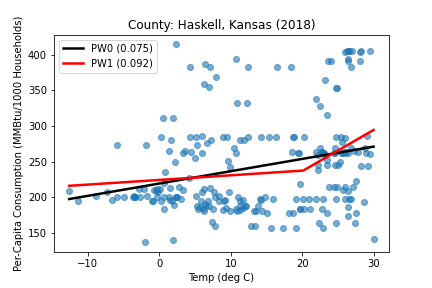 County: Haskell, Kansas (2018)
PW0 (0.075)
PW1 (0.092)
Per-Capita Consumption (MMBtu/1000 Households)
400
350
300
250
200
150
−10
0
10
20
30
Temp (deg C)